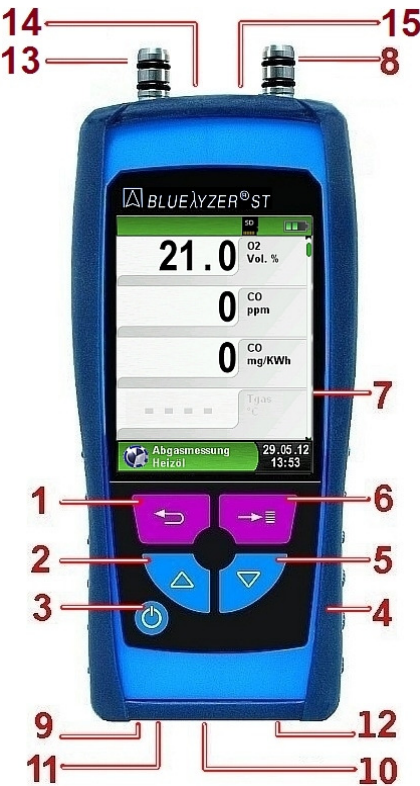 14
15
13
8
BLUEλYZER® ST
SD
21.0 O2 Vol. %
0 CO ppm
0 CO mg/KWh
- - - - Tgas °C
7
Abgasmessung 29.05.12
Heizöl 13:53
1
6
2
5
3
4
9
12
11
10